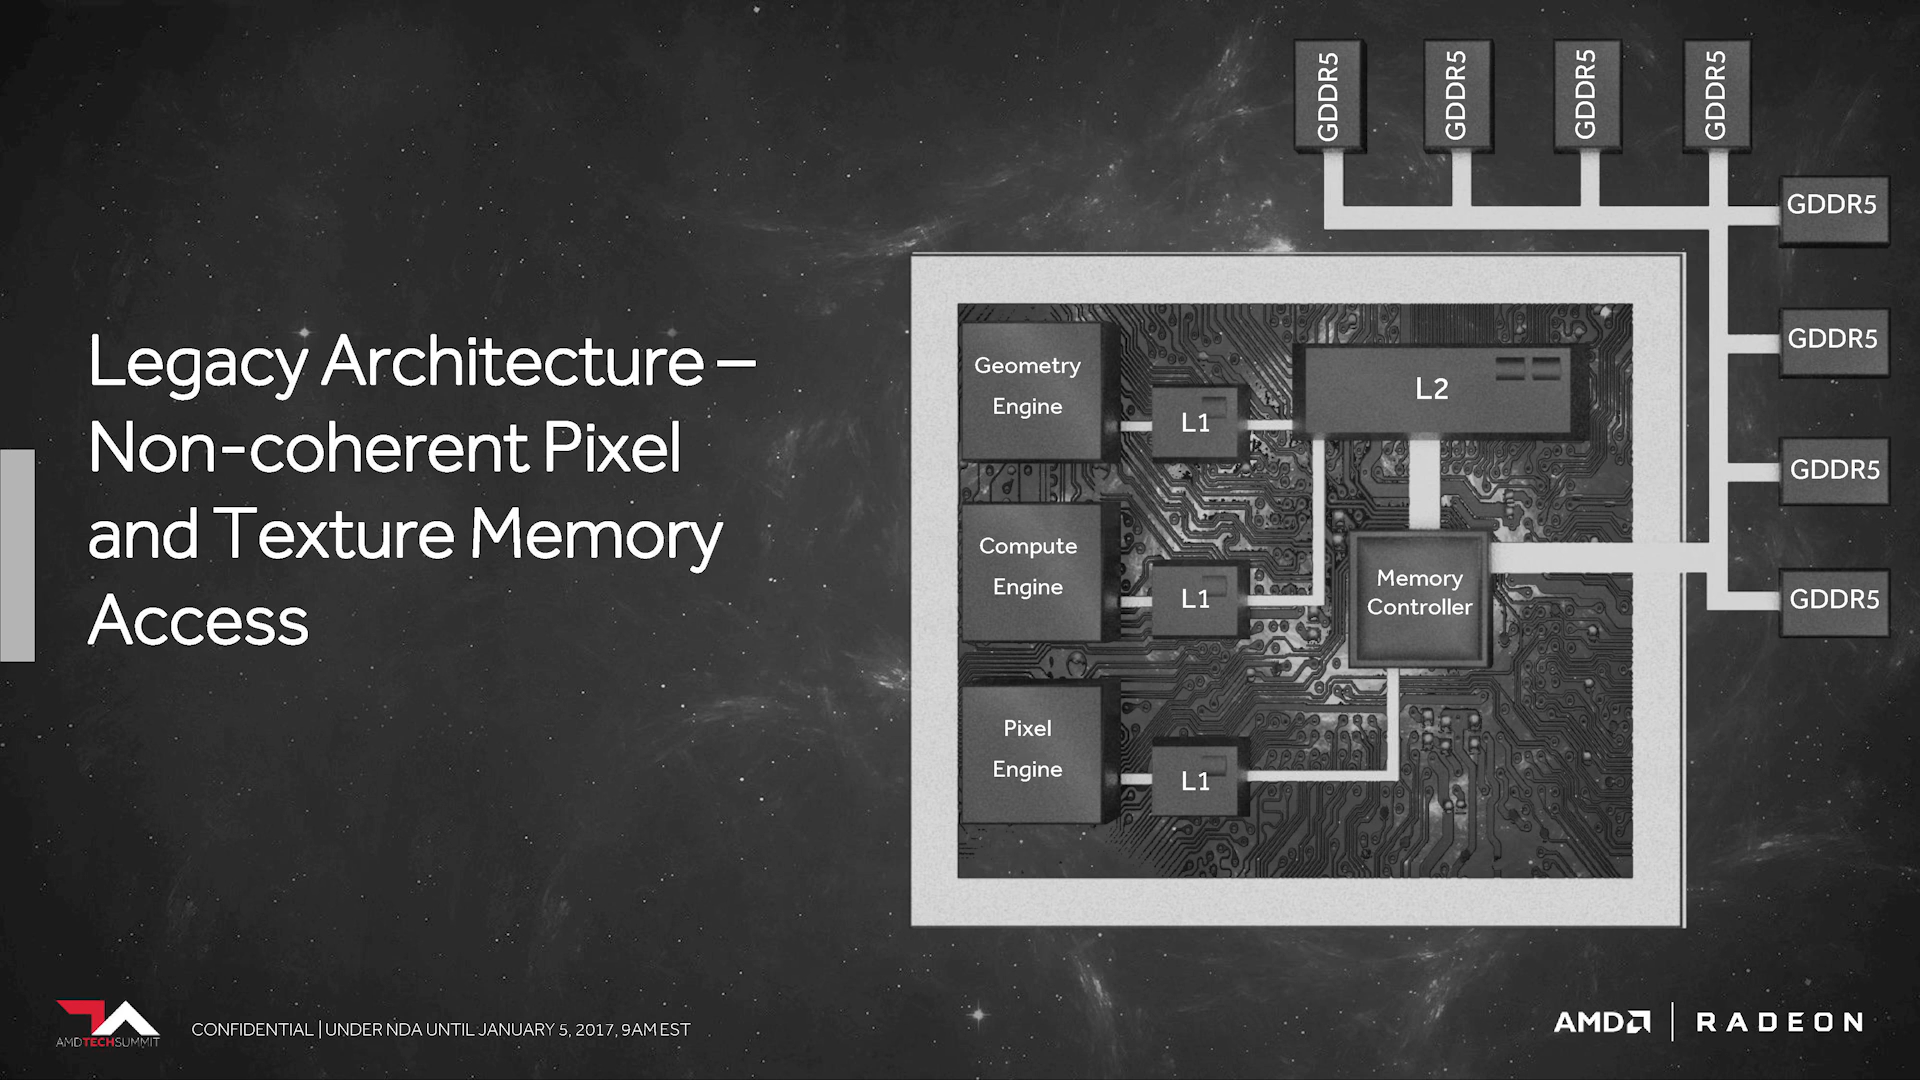 Legacy Architecture –
Non-coherent Pixel
and Texture Memory
Access
GDDR5
GDDR5
GDDR5
GDDR5
GDDR5
GDDR5
GDDR5
GDDR5
Geometry
Engine
L1
L2
Compute
Engine
L1
Memory
Controller
Pixel
Engine
L1
AMDTECHSUMMIT
CONFIDENTIAL | UNDER NDA UNTIL JANUARY 5, 2017, 9AM EST
AMD | RADEON